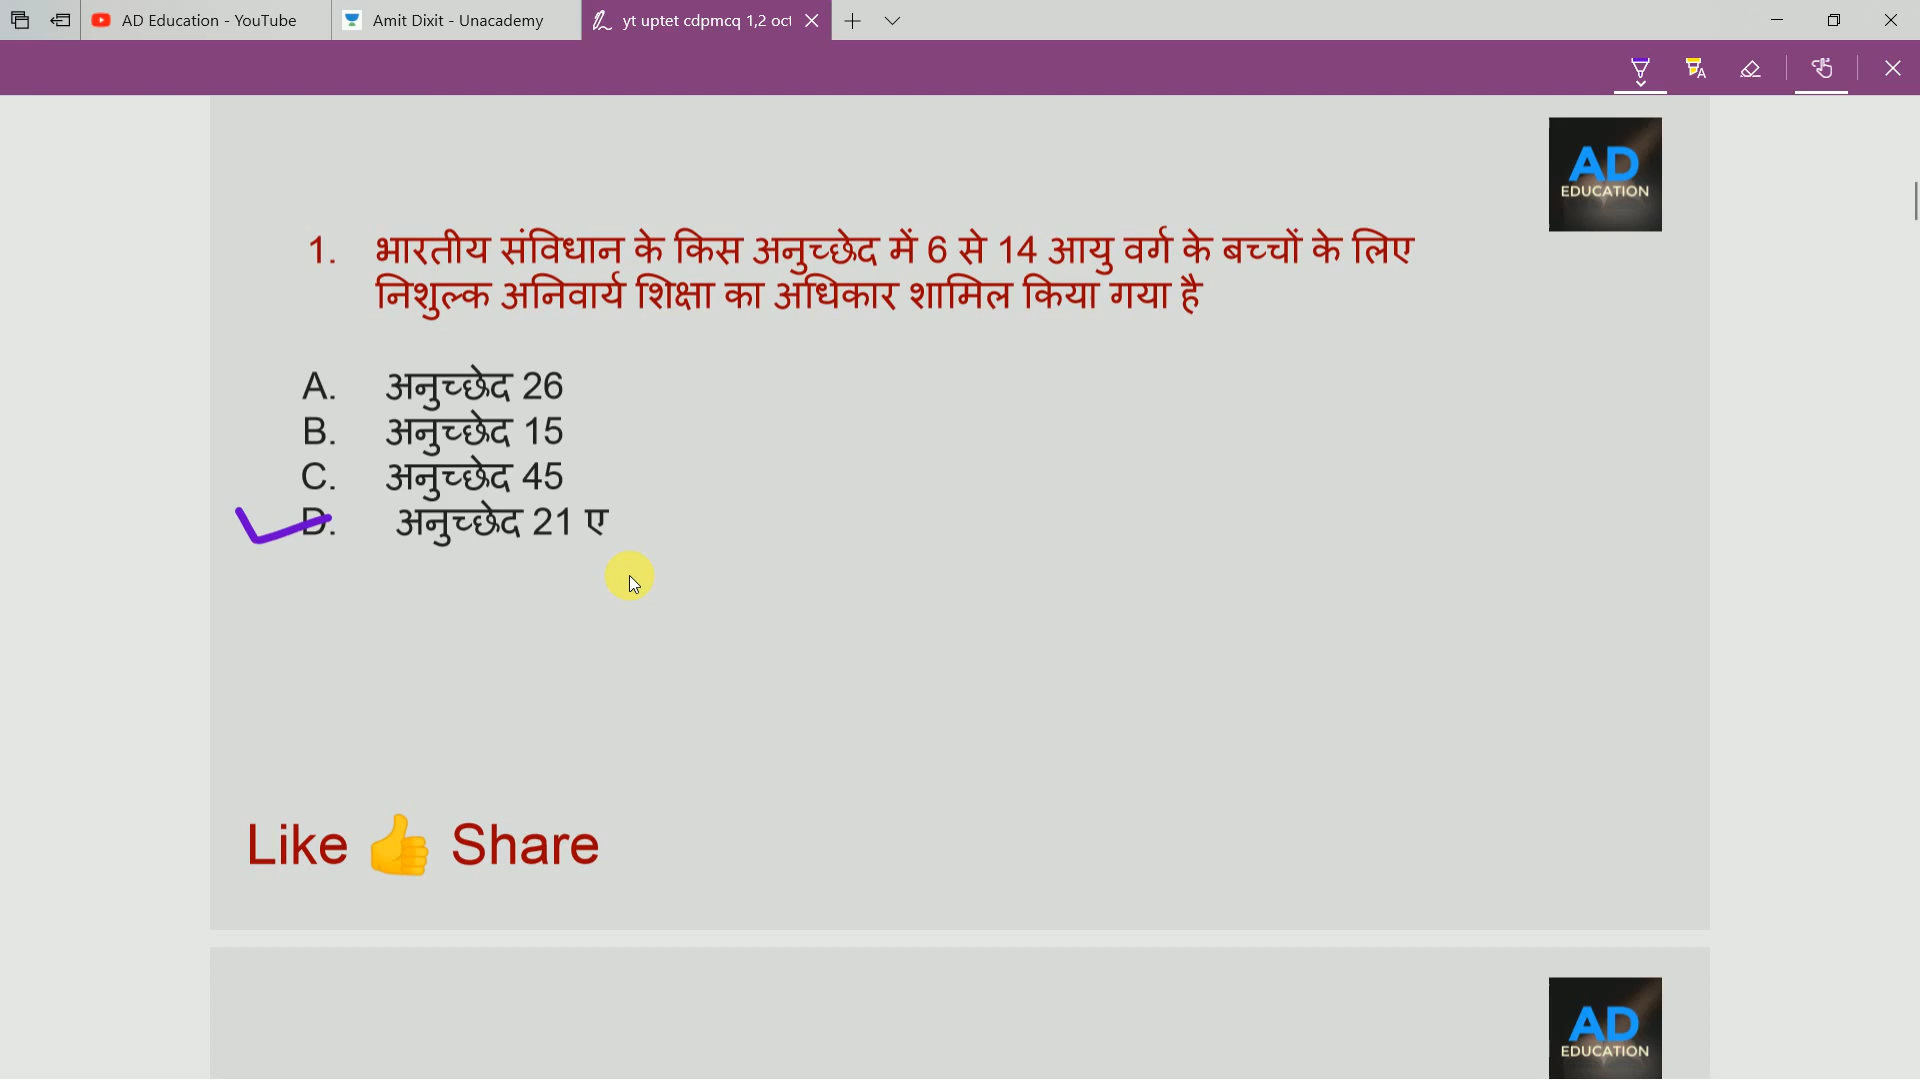 AD Education - YouTube
Amit Dixit - Unacademy
yt uptet cdpmcq 1,2 oct
AD
EDUCATION
1. भारतीय संविधान के किस अनुच्छेद में 6 से 14 आयु वर्ग के बच्चों के लिए
निशुल्क अनिवार्य शिक्षा का अधिकार शामिल किया गया है
A. अनुच्छेद 26
B. अनुच्छेद 15
C. अनुच्छेद 45
D. अनुच्छेद 21 ए
Like 👍 Share
AD
EDUCATION